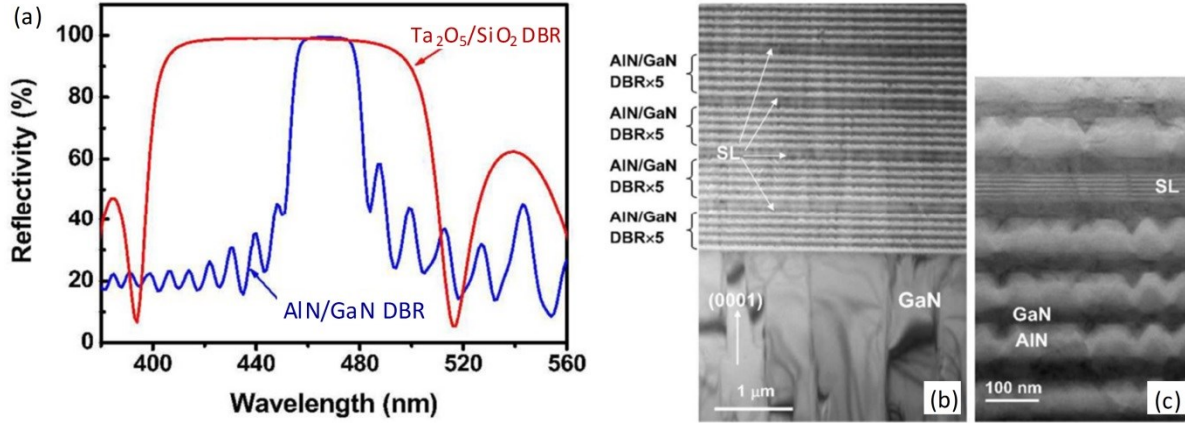 (a)
100
80
60
40
20
0
Reflectivity (%)
400
440
480
520
560
Wavelength (nm)
Ta2O5/SiO2 DBR
AlN/GaN DBR
AlN/GaN
DBR×5
AlN/GaN
DBR×5
AlN/GaN
DBR×5
AlN/GaN
DBR×5
SL
(0001)
GaN
1 μm
(b)
SL
GaN
AlN
100 nm
(c)